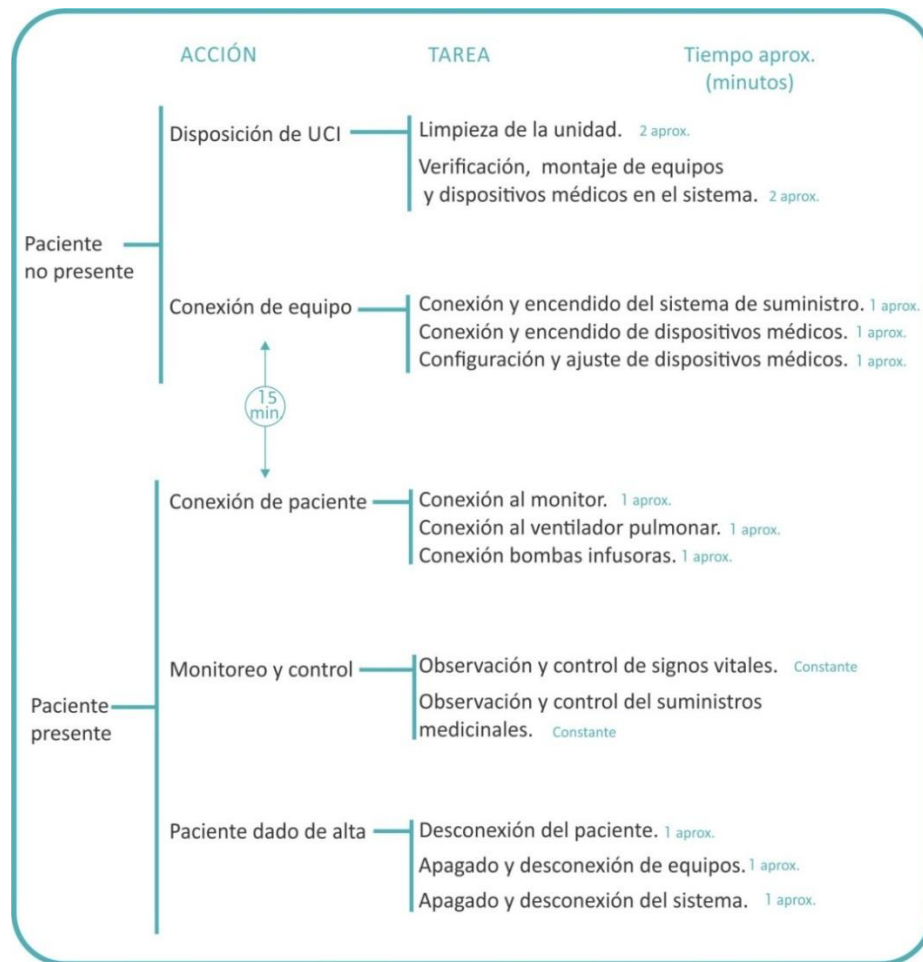 ACCIÓN TAREA Tiempo aprox.
(minutos)
Disposición de UCI Limpieza de la unidad. 2 aprox.
Verificación, montaje de equipos
y dispositivos médicos en el sistema. 2 aprox.
Paciente
no presente
Conexión de equipo Conexión y encendido del sistema de suministro. 1 aprox.
Conexión y encendido de dispositivos médicos. 1 aprox.
Configuración y ajuste de dispositivos médicos. 1 aprox.
15
min.
Conexión de paciente Conexión al monitor. 1 aprox.
Conexión al ventilador pulmonar. 1 aprox.
Conexión bombas infusoras. 1 aprox.
Monitoreo y control Observación y control de signos vitales. Constante
Observación y control del suministros
medicinales. Constante
Paciente
presente
Paciente dado de alta Desconexión del paciente. 1 aprox.
Apagado y desconexión de equipos. 1 aprox.
Apagado y desconexión del sistema. 1 aprox.